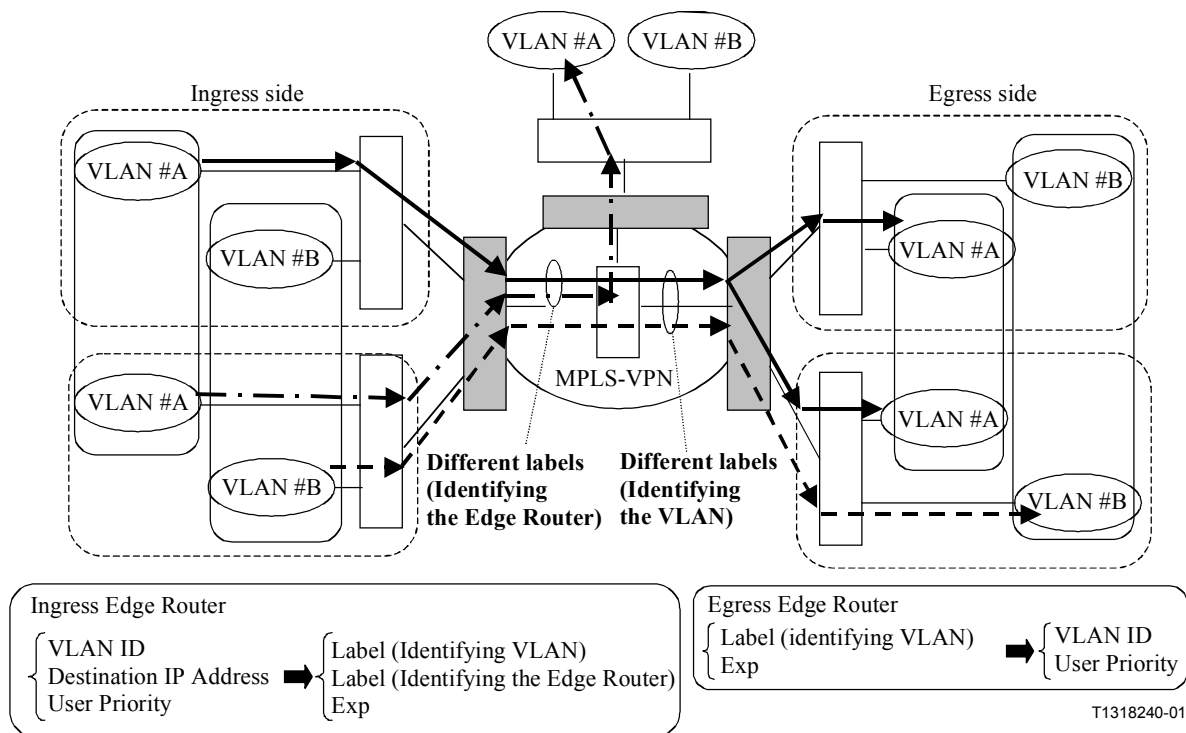 VLAN #A
VLAN #B
Ingress side
Egress side
VLAN #A
VLAN #B
VLAN #B
VLAN #A
MPLS-VPN
VLAN #A
VLAN #B
VLAN #A
VLAN #B
Different labels
(Identifying
the Edge Router)
Different labels
(Identifying
the VLAN)
Ingress Edge Router
VLAN ID
Destination IP Address
User Priority
Label (Identifying VLAN)
Label (Identifying the Edge Router)
Exp
Egress Edge Router
Label (identifying VLAN)
Exp
VLAN ID
User Priority
T1318240-01